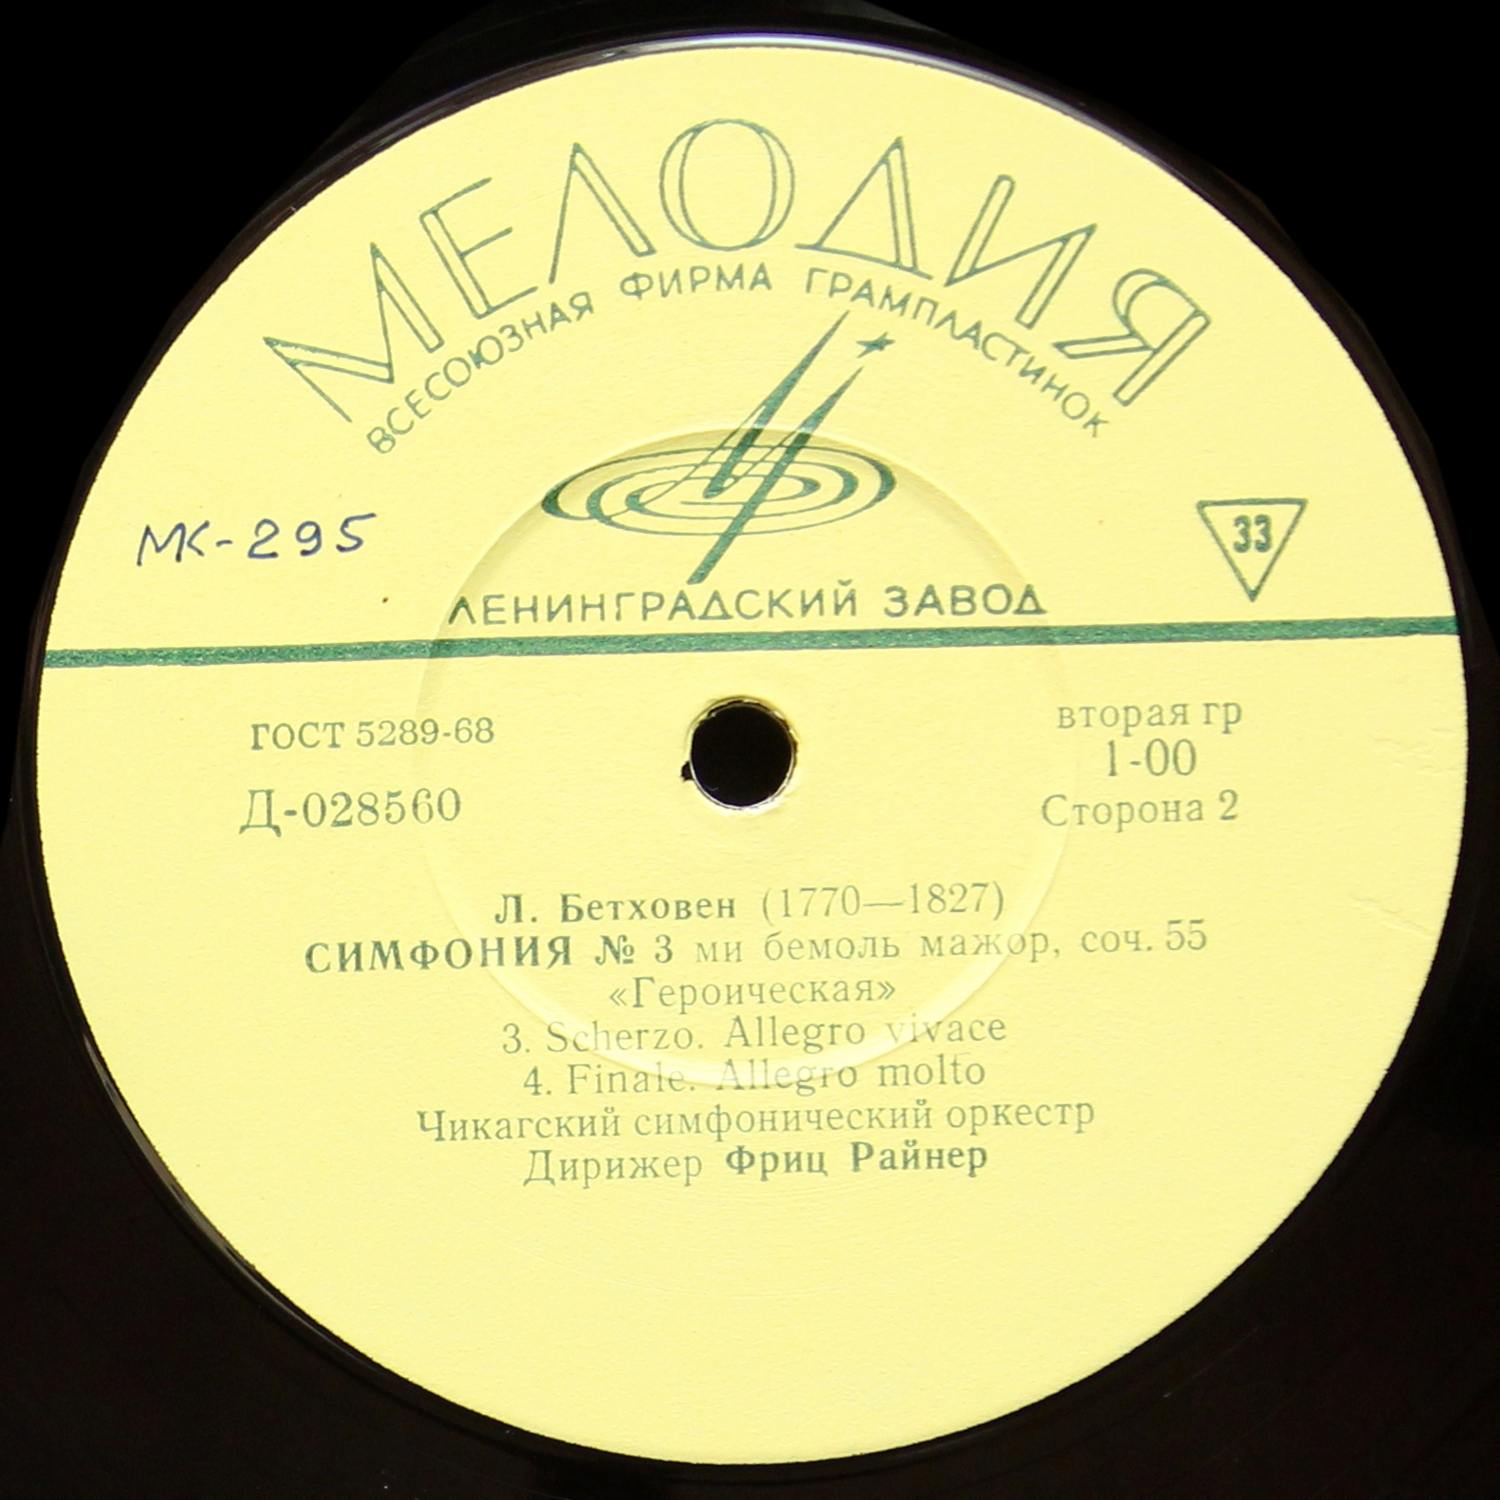 МЕЛОДИЯ
ВСЕСОЮЗНАЯ ФИРМА ГРАМПЛАСТИНОК
МК-295
33
ЛЕНИНГРАДСКИЙ ЗАВОД
ГОСТ 5289-68
вторая гр
1-00
Д-028560
Сторона 2
Л. Бетховен (1770—1827)
СИМФОНИЯ № 3 ми бемоль мажор, соч. 55
«Героическая»
3. Scherzo. Allegro vivace
4. Finale. Allegro molto
Чикагский симфонический оркестр
Дирижер Фриц Райнер